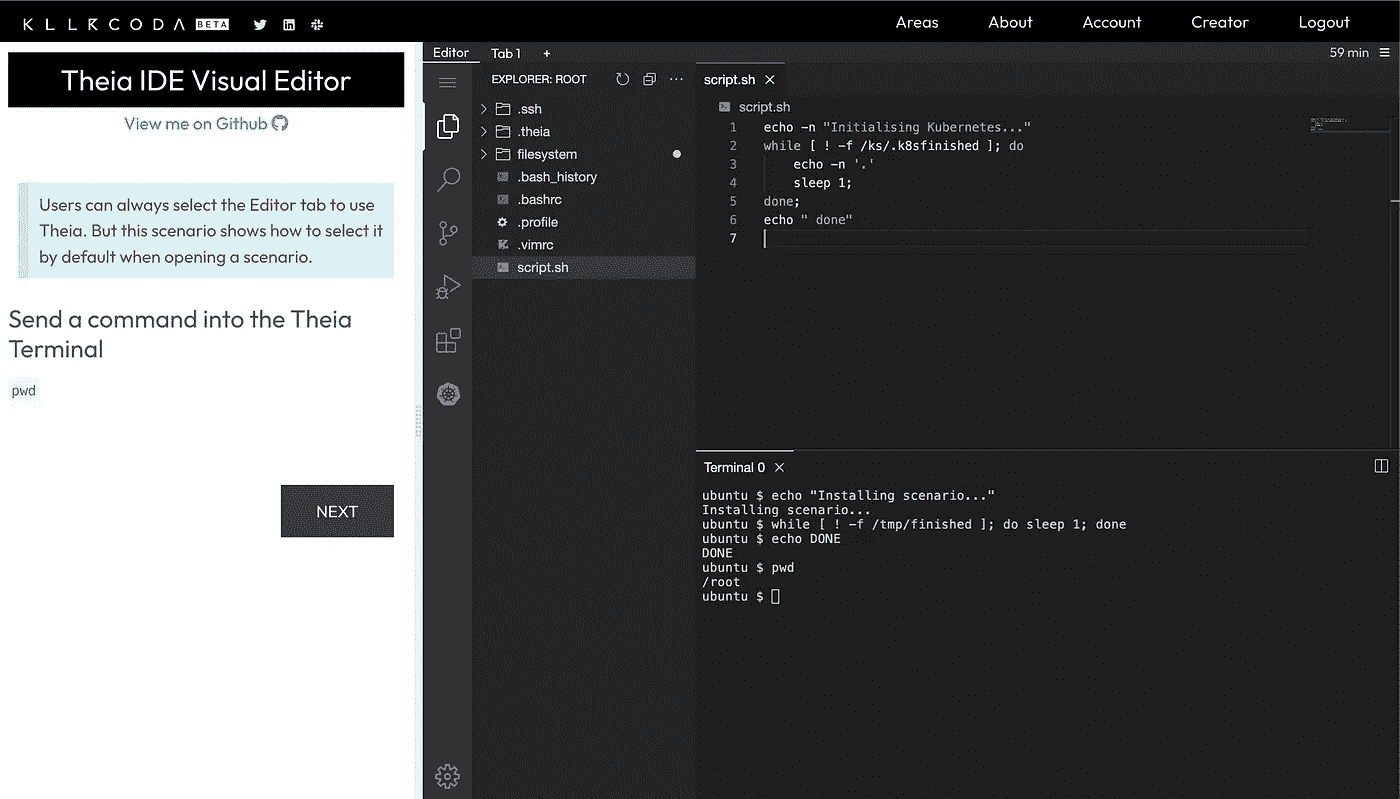 KLLRCODA BETA
Areas About Account Creator Logout
Theia IDE Visual Editor
View me on Github
Users can always select the Editor tab to use
Theia. But this scenario shows how to select it
by default when opening a scenario.
Send a command into the Theia
Terminal
pwd
NEXT
Editor Tab 1 +
59 min
EXPLORER: ROOT
.ssh
.theia
filesystem
.bash_history
.bashrc
.profile
.vimrc
script.sh
script.sh
script.sh
1 echo -n "Initialising Kubernetes..."
2 while [ ! -f /ks/.k8sfinished ]; do
3 echo -n '.'
4 sleep 1;
5 done;
6 echo " done"
7
Terminal 0
ubuntu $ echo "Installing scenario..."
Installing scenario...
ubuntu $ while [ ! -f /tmp/finished ]; do sleep 1; done
ubuntu $ echo DONE
DONE
ubuntu $ pwd
/root
ubuntu $